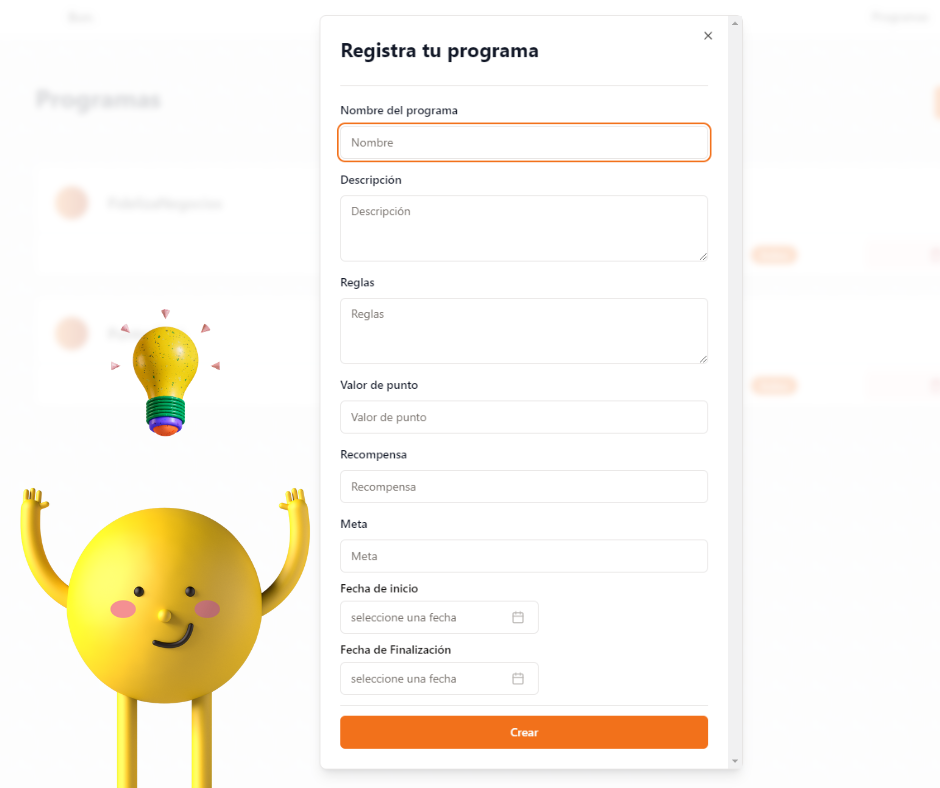 Programas
Registra tu programa
Nombre del programa
Nombre
Descripción
Descripción
Reglas
Reglas
Valor de punto
Valor de punto
Recompensa
Recompensa
Meta
Meta
Fecha de inicio
seleccione una fecha
Fecha de Finalización
seleccione una fecha
Crear